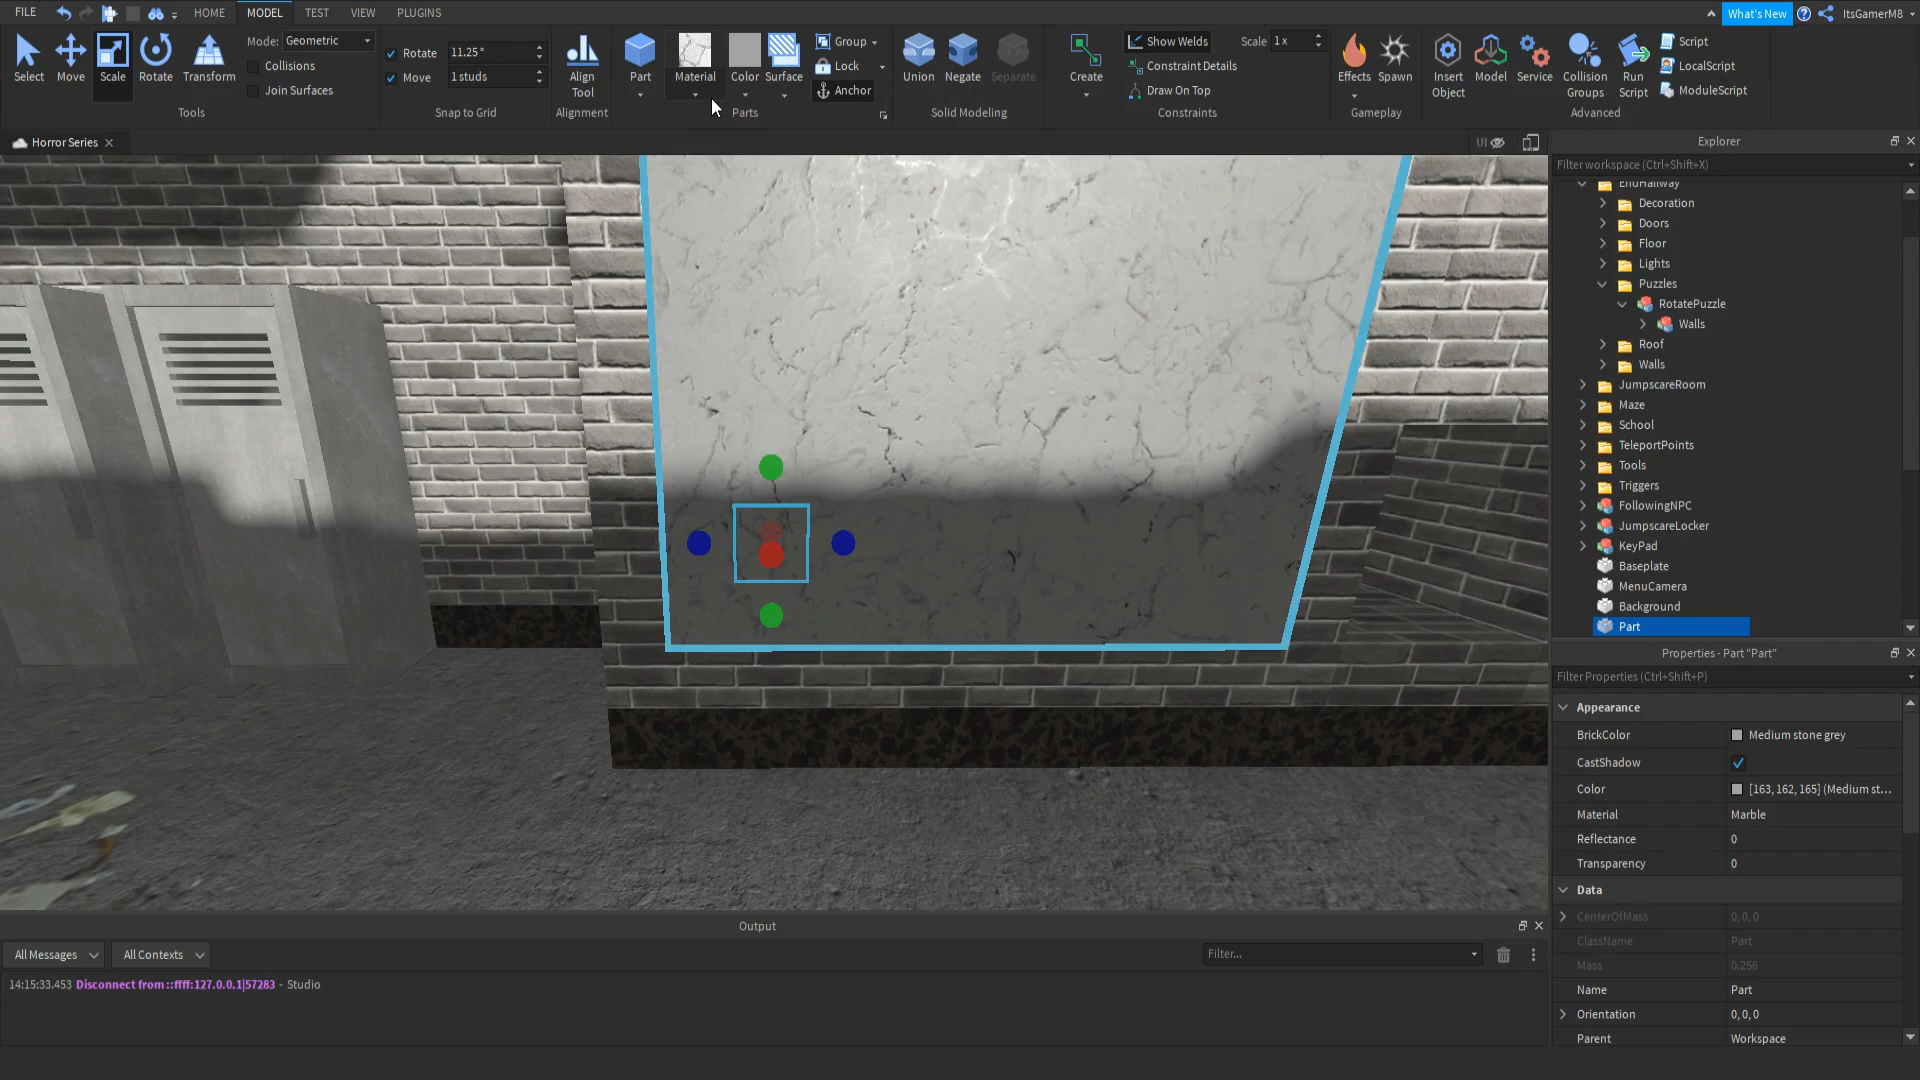 FILE
HOME
MODEL
TEST
VIEW
PLUGINS
What's New
ItsGamerM8
Select
Move
Scale
Rotate
Transform
Mode: Geometric
Collisions
Join Surfaces
Tools
Rotate 11.25 °
Move 1 studs
Snap to Grid
Align Tool
Alignment
Part
Material
Color
Surface
Group
Lock
Anchor
Parts
Union
Negate
Separate
Solid Modeling
Create
Show Welds
Scale 1 x
Constraint Details
Draw On Top
Constraints
Effects
Spawn
Gameplay
Insert Object
Model
Service
Collision Groups
Run Script
Script
LocalScript
ModuleScript
Advanced
Horror Series
UI
Explorer
Filter workspace (Ctrl+Shift+X)
EndHallway
Decoration
Doors
Floor
Lights
Puzzles
RotatePuzzle
Walls
Roof
Walls
JumpscareRoom
Maze
School
TeleportPoints
Tools
Triggers
FollowingNPC
JumpscareLocker
KeyPad
Baseplate
MenuCamera
Background
Part
Properties - Part "Part"
Filter Properties (Ctrl+Shift+P)
Appearance
BrickColor Medium stone grey
CastShadow
Color [163, 162, 165] (Medium st...
Material Marble
Reflectance 0
Transparency 0
Data
CenterOfMass 0, 0, 0
ClassName Part
Mass 0.256
Name Part
Orientation 0, 0, 0
Parent Workspace
Output
All Messages
All Contexts
Filter...
14:15:33.453 Disconnect from ::ffff:127.0.0.1|57283 - Studio